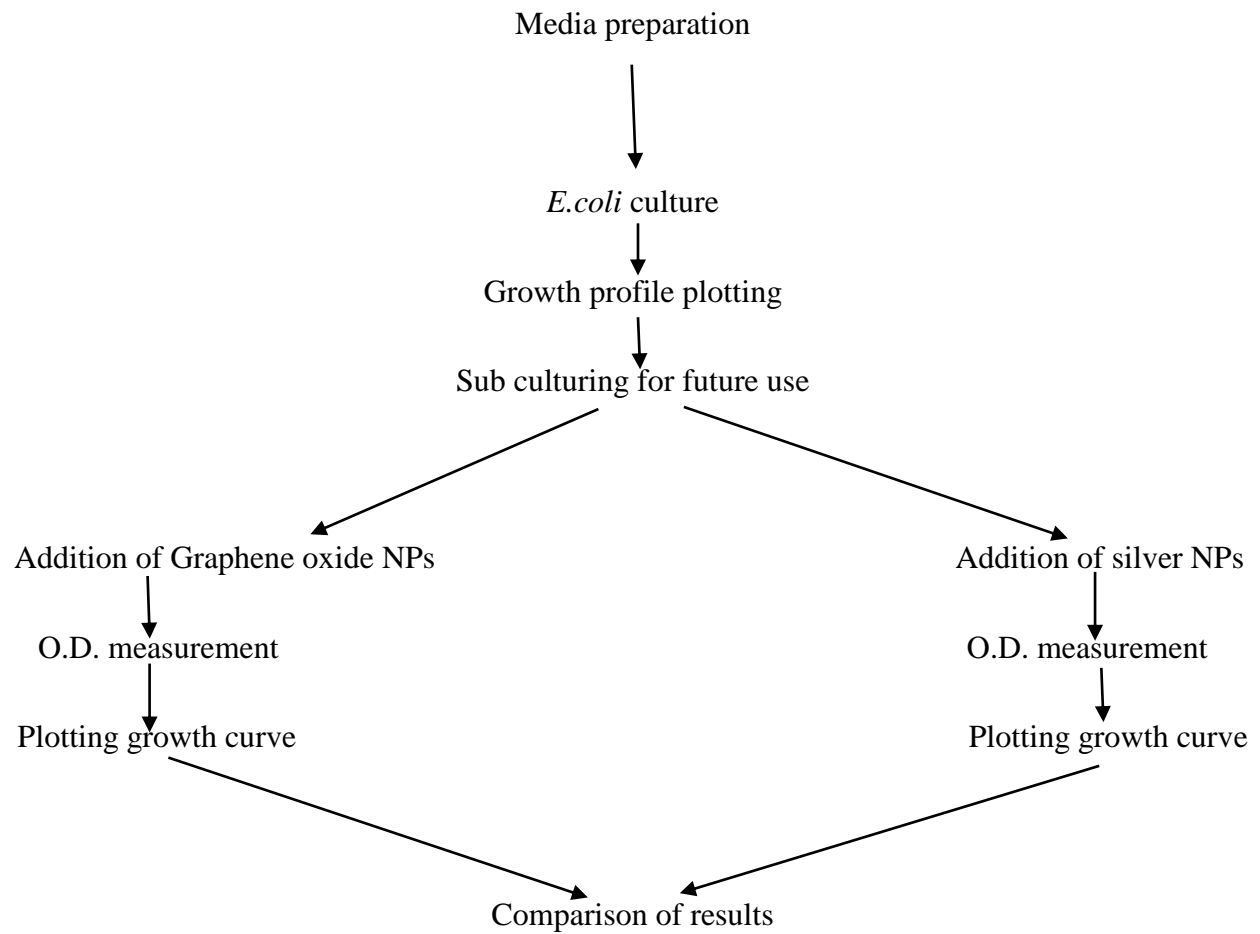 Media preparation
E.coli culture
Growth profile plotting
Sub culturing for future use
Addition of Graphene oxide NPs
Addition of silver NPs
O.D. measurement
O.D. measurement
Plotting growth curve
Plotting growth curve
Comparison of results